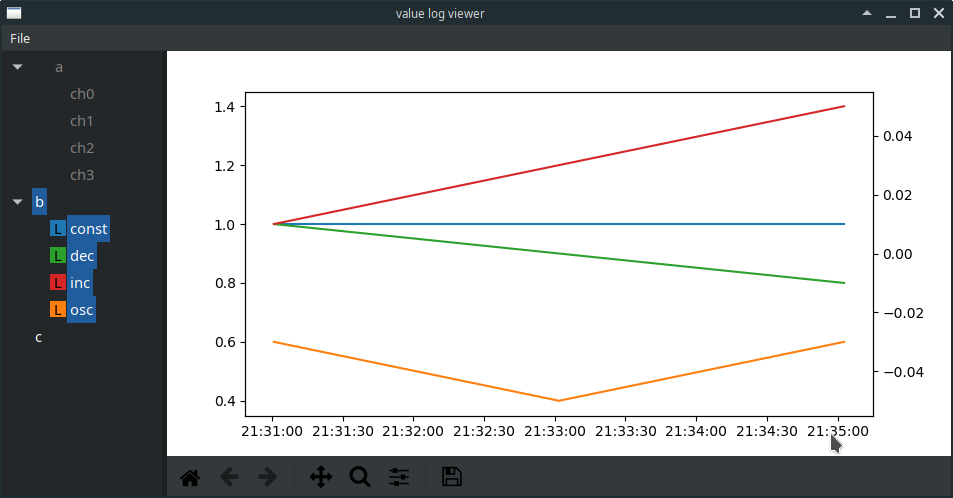 value log viewer
File
a
ch0
ch1
ch2
ch3
b
L const
L dec
L inc
L osc
c
1.4
1.2
1.0
0.8
0.6
0.4
0.04
0.02
0.00
−0.02
−0.04
21:31:00 21:31:30 21:32:00 21:32:30 21:33:00 21:33:30 21:34:00 21:34:30 21:35:00